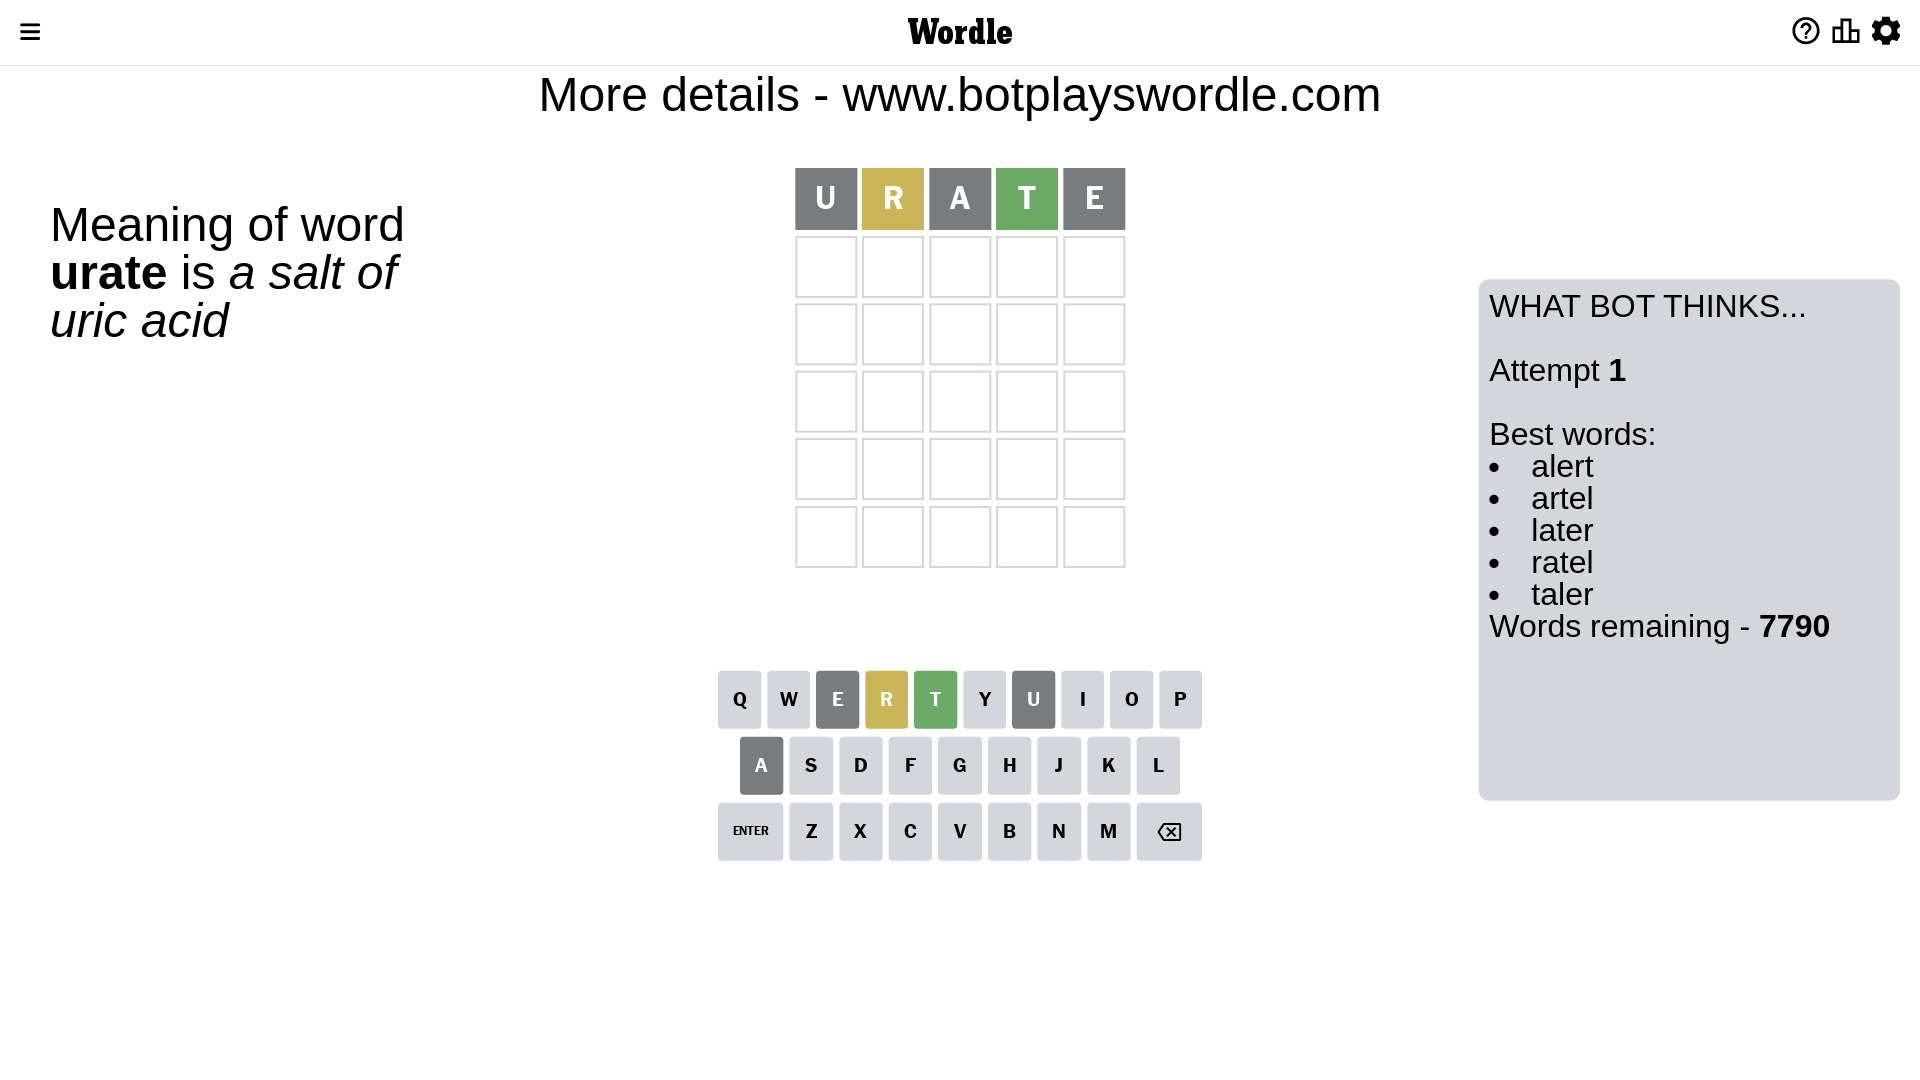 Wordle
More details - www.botplayswordle.com
Meaning of word
urate is a salt of
uric acid
U R A T E
WHAT BOT THINKS...
Attempt 1
Best words:
• alert
• artel
• later
• ratel
• taler
Words remaining - 7790
Q W E R T Y U I O P
A S D F G H J K L
ENTER Z X C V B N M